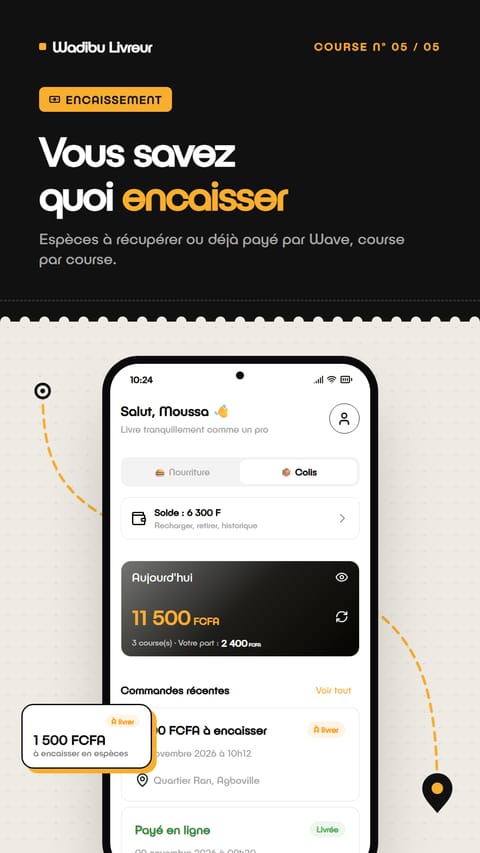 Wadibu Livreur
COURSE N° 05 / 05
ENCAISSEMENT
Vous savez
quoi encaisser
Espèces à récupérer ou déjà payé par Wave, course
par course.
10:24
Salut, Moussa
Livre tranquillement comme un pro
Nourriture
Colis
Solde : 6 300 F
Recharger, retirer, historique
Aujourd'hui
11 500 FCFA
3 course(s) · Votre part : 2 400 FCFA
Commandes récentes
Voir tout
À livrer
1 500 FCFA
à encaisser en espèces
FCFA à encaisser
À livrer
2026 à 10h12
Quartier Ran, Agboville
Payé en ligne
Livrée